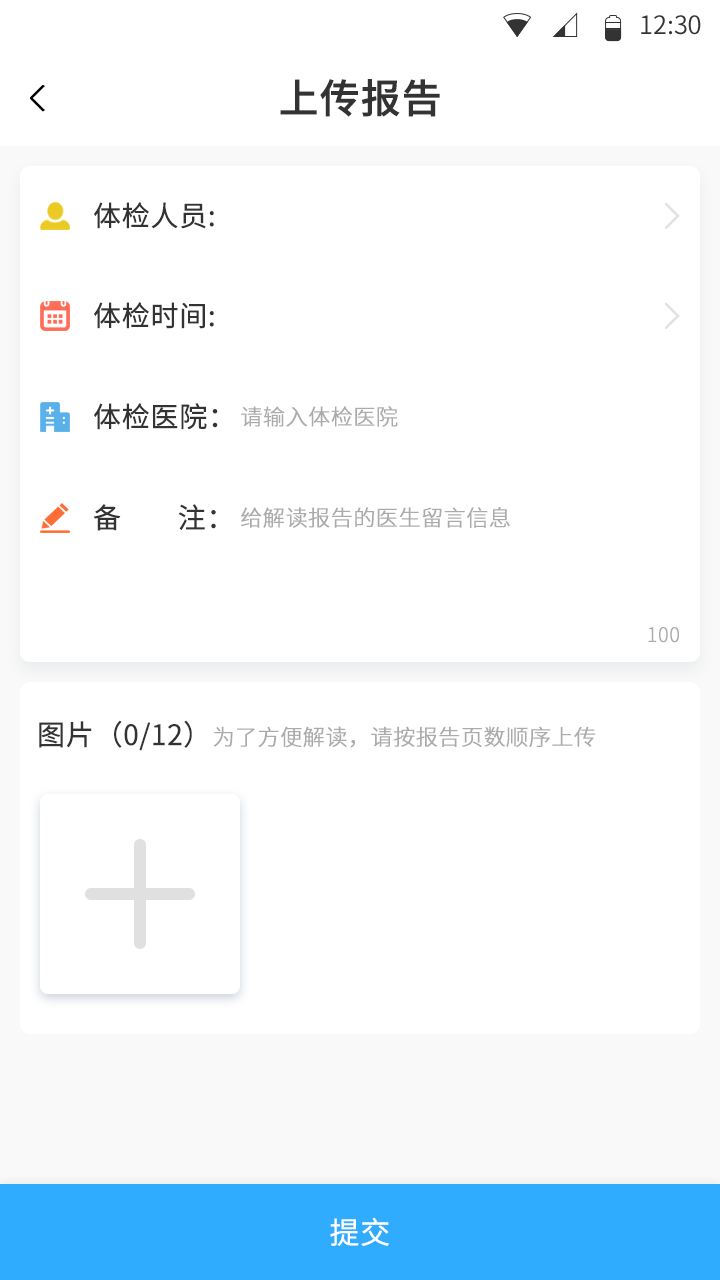 12:30
上传报告
体检人员:
体检时间:
体检医院： 请输入体检医院
备 注： 给解读报告的医生留言信息
100
图片（0/12）为了方便解读，请按报告页数顺序上传
提交